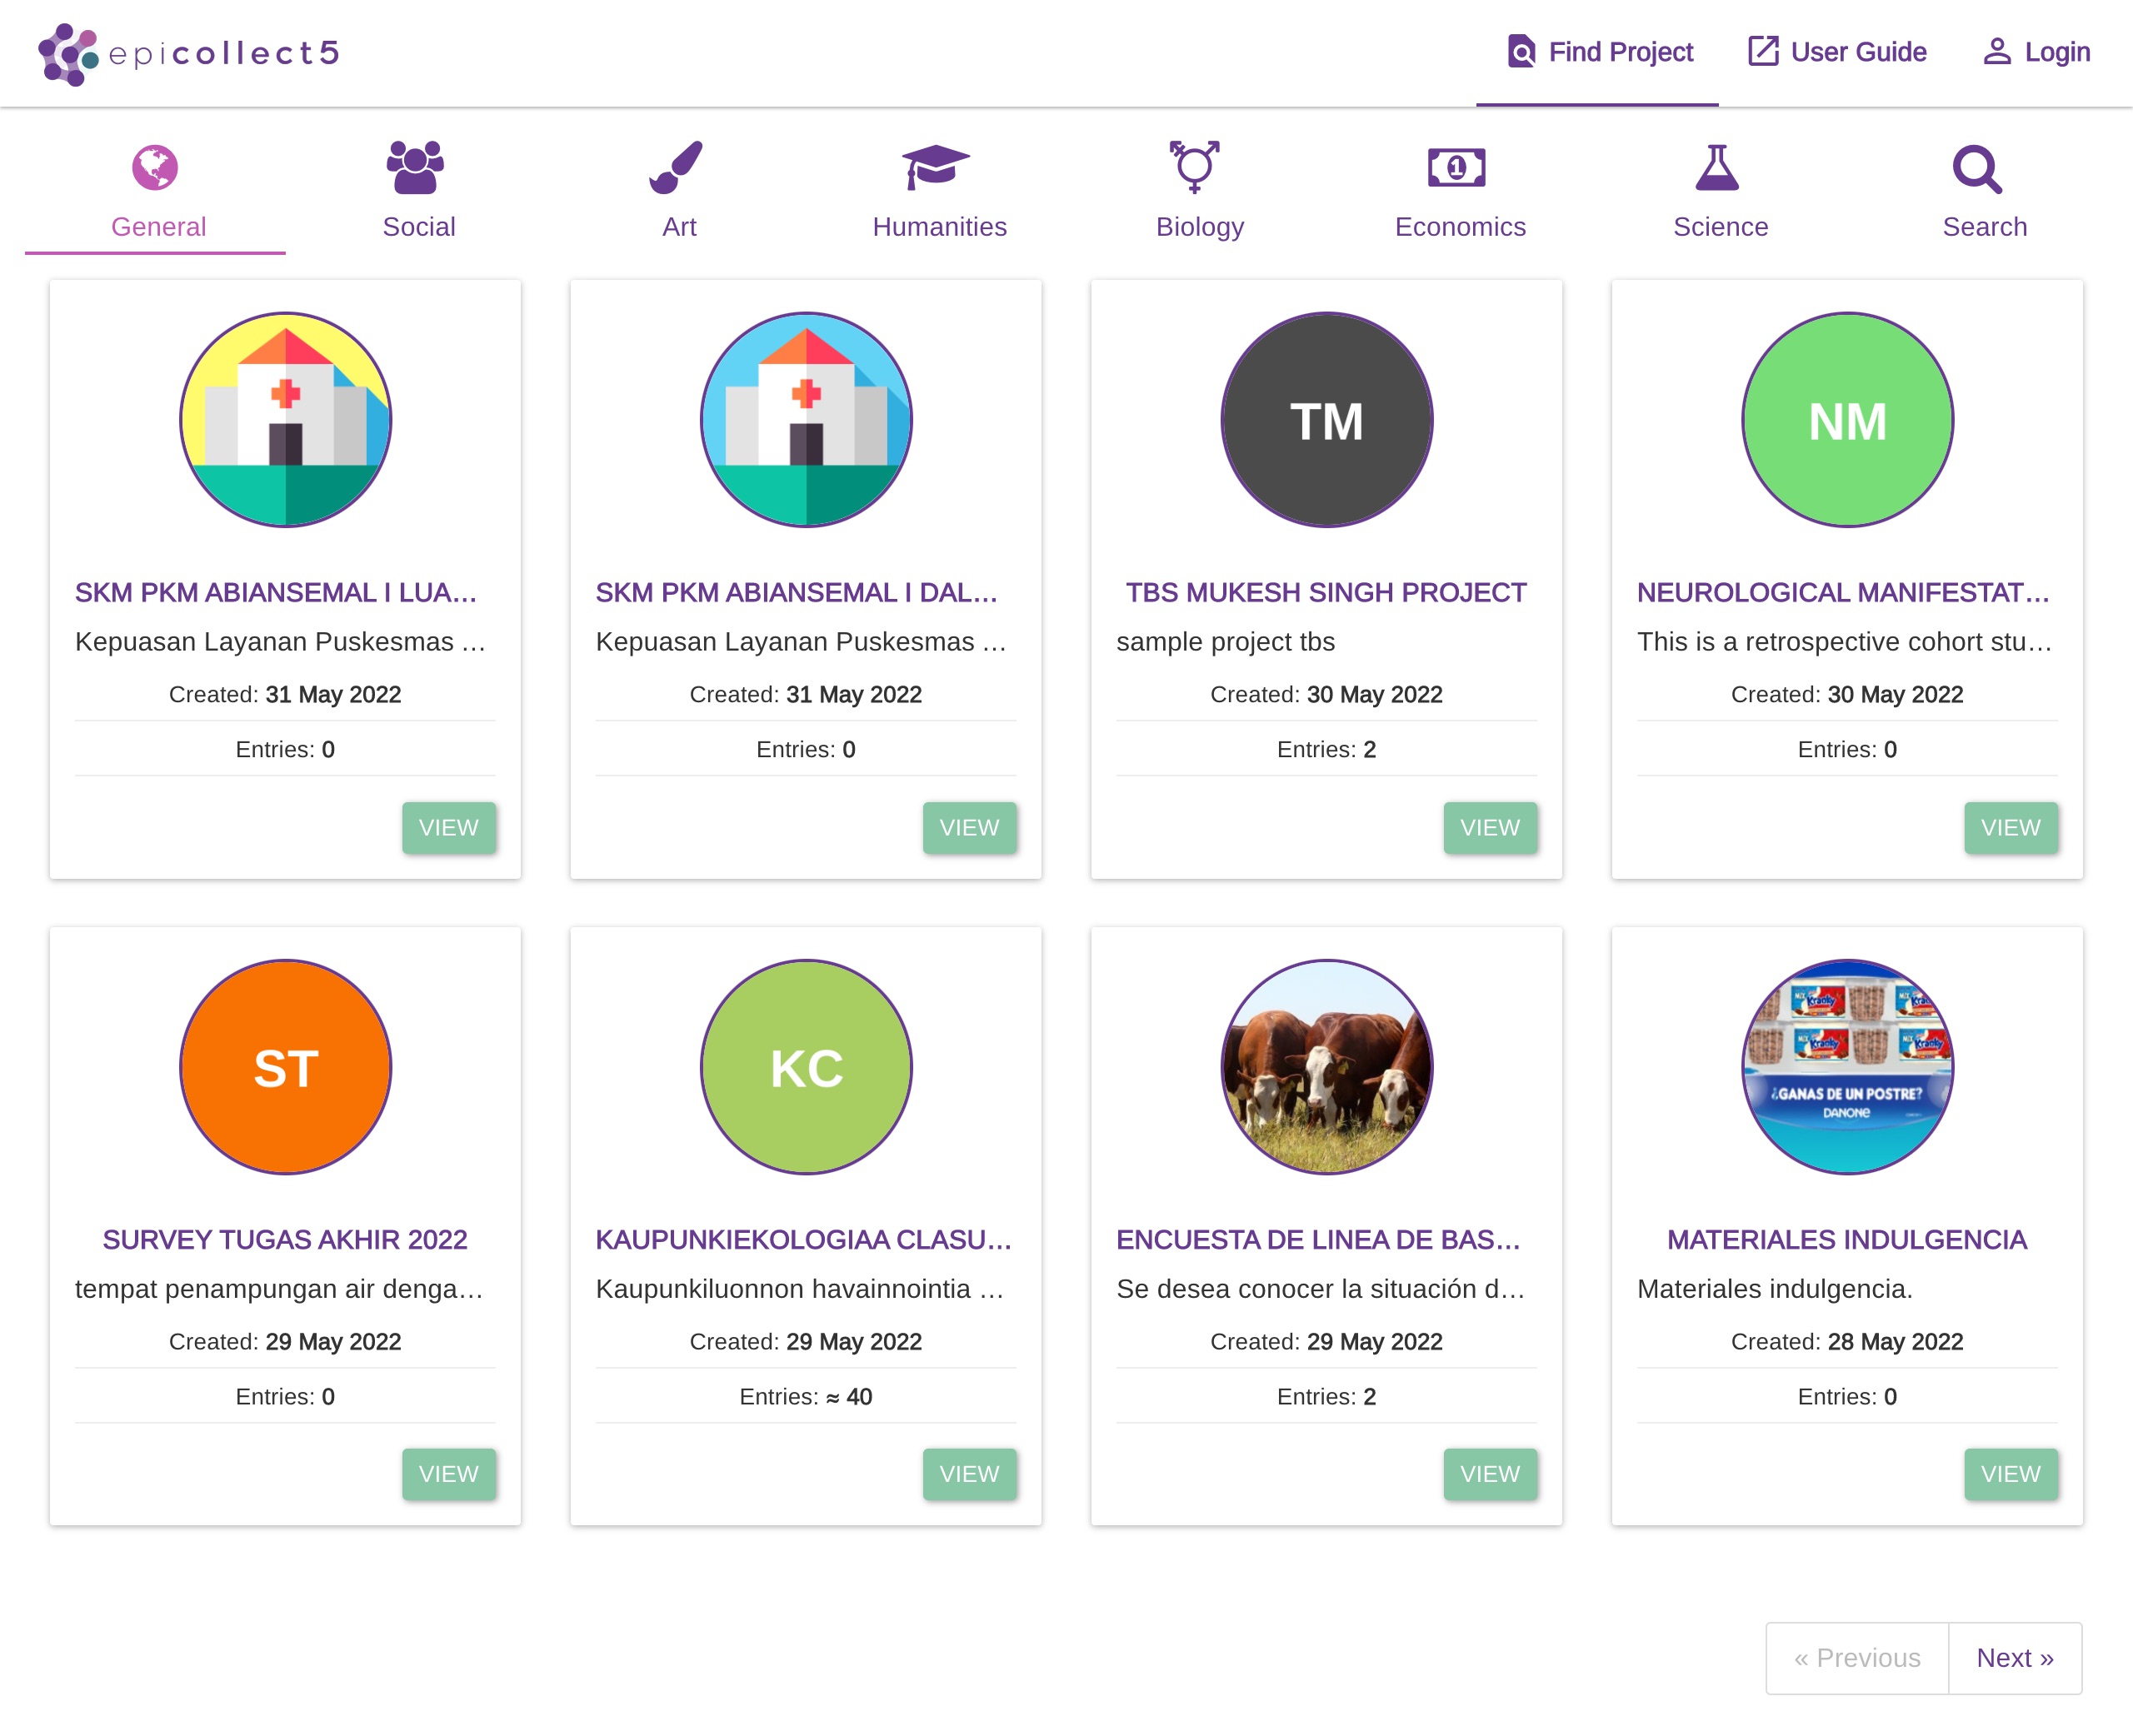 epicollect5
Find Project
User Guide
Login
General
Social
Art
Humanities
Biology
Economics
Science
Search
SKM PKM ABIANSEMAL I LUA...
Kepuasan Layanan Puskesmas ...
Created: 31 May 2022
Entries: 0
VIEW
SKM PKM ABIANSEMAL I DAL...
Kepuasan Layanan Puskesmas ...
Created: 31 May 2022
Entries: 0
VIEW
TM
TBS MUKESH SINGH PROJECT
sample project tbs
Created: 30 May 2022
Entries: 2
VIEW
NM
NEUROLOGICAL MANIFESTAT...
This is a retrospective cohort stu...
Created: 30 May 2022
Entries: 0
VIEW
ST
SURVEY TUGAS AKHIR 2022
tempat penampungan air denga...
Created: 29 May 2022
Entries: 0
VIEW
KC
KAUPUNKIEKOLOGIAA CLASU...
Kaupunkiluonnon havainnointia ...
Created: 29 May 2022
Entries: ≈ 40
VIEW
ENCUESTA DE LINEA DE BAS...
Se desea conocer la situación d...
Created: 29 May 2022
Entries: 2
VIEW
MIX Kranky
MIX Kranky
¿GANAS DE UN POSTRE?
DANONE
MATERIALES INDULGENCIA
Materiales indulgencia.
Created: 28 May 2022
Entries: 0
VIEW
« Previous
Next »